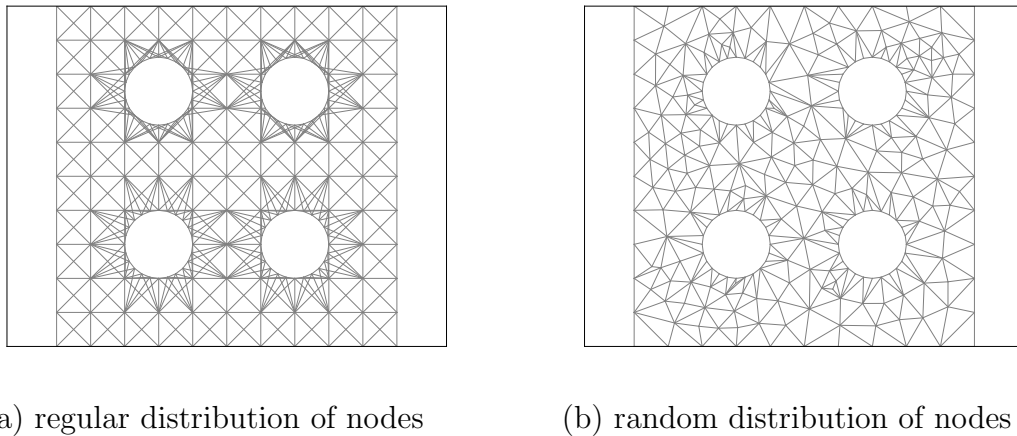 a) regular distribution of nodes
(b) random distribution of nodes